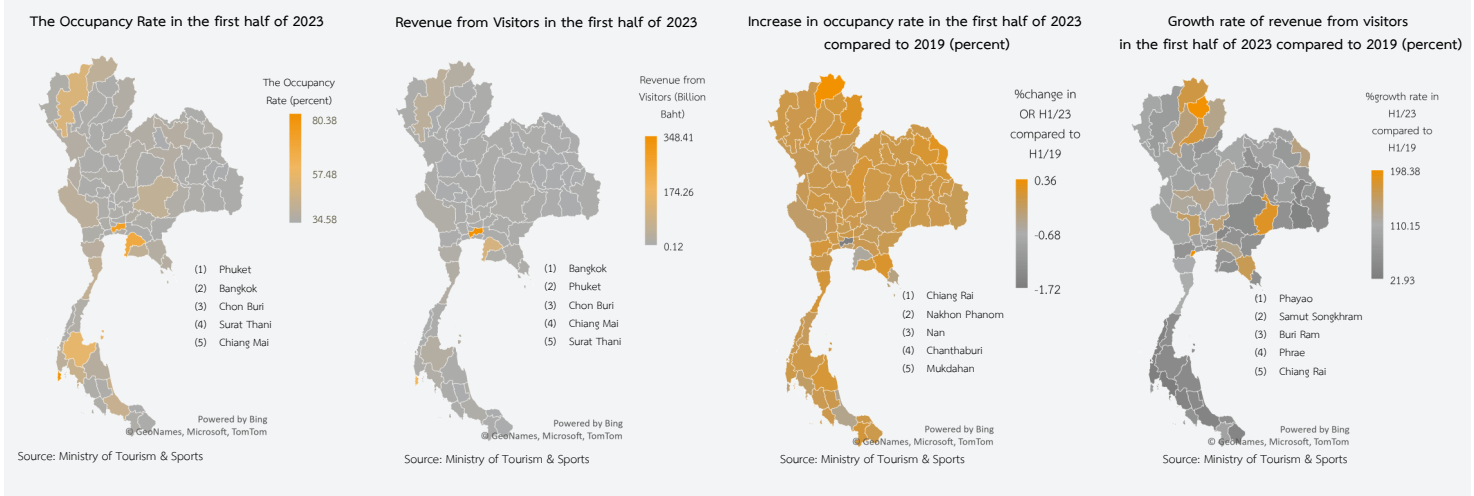 The Occupancy Rate in the first half of 2023
The Occupancy
Rate (percent)
80.38
57.48
34.58
(1) Phuket
(2) Bangkok
(3) Chon Buri
(4) Surat Thani
(5) Chiang Mai
Powered by Bing
© GeoNames, Microsoft, TomTom
Source: Ministry of Tourism & Sports
Revenue from Visitors in the first half of 2023
Revenue from
Visitors (Billion
Baht)
348.41
174.26
0.12
(1) Bangkok
(2) Phuket
(3) Chon Buri
(4) Chiang Mai
(5) Surat Thani
Powered by Bing
© GeoNames, Microsoft, TomTom
Source: Ministry of Tourism & Sports
Increase in occupancy rate in the first half of 2023
compared to 2019 (percent)
%change in
OR H1/23
compared to
H1/19
0.36
-0.68
-1.72
(1) Chiang Rai
(2) Nakhon Phanom
(3) Nan
(4) Chanthaburi
(5) Mukdahan
Powered by Bing
© GeoNames, Microsoft, TomTom
Source: Ministry of Tourism & Sports
Growth rate of revenue from visitors
in the first half of 2023 compared to 2019 (percent)
%growth rate in
H1/23
compared to
H1/19
198.38
110.15
21.93
(1) Phayao
(2) Samut Songkhram
(3) Buri Ram
(4) Phrae
(5) Chiang Rai
Powered by Bing
© GeoNames, Microsoft, TomTom
Source: Ministry of Tourism & Sports